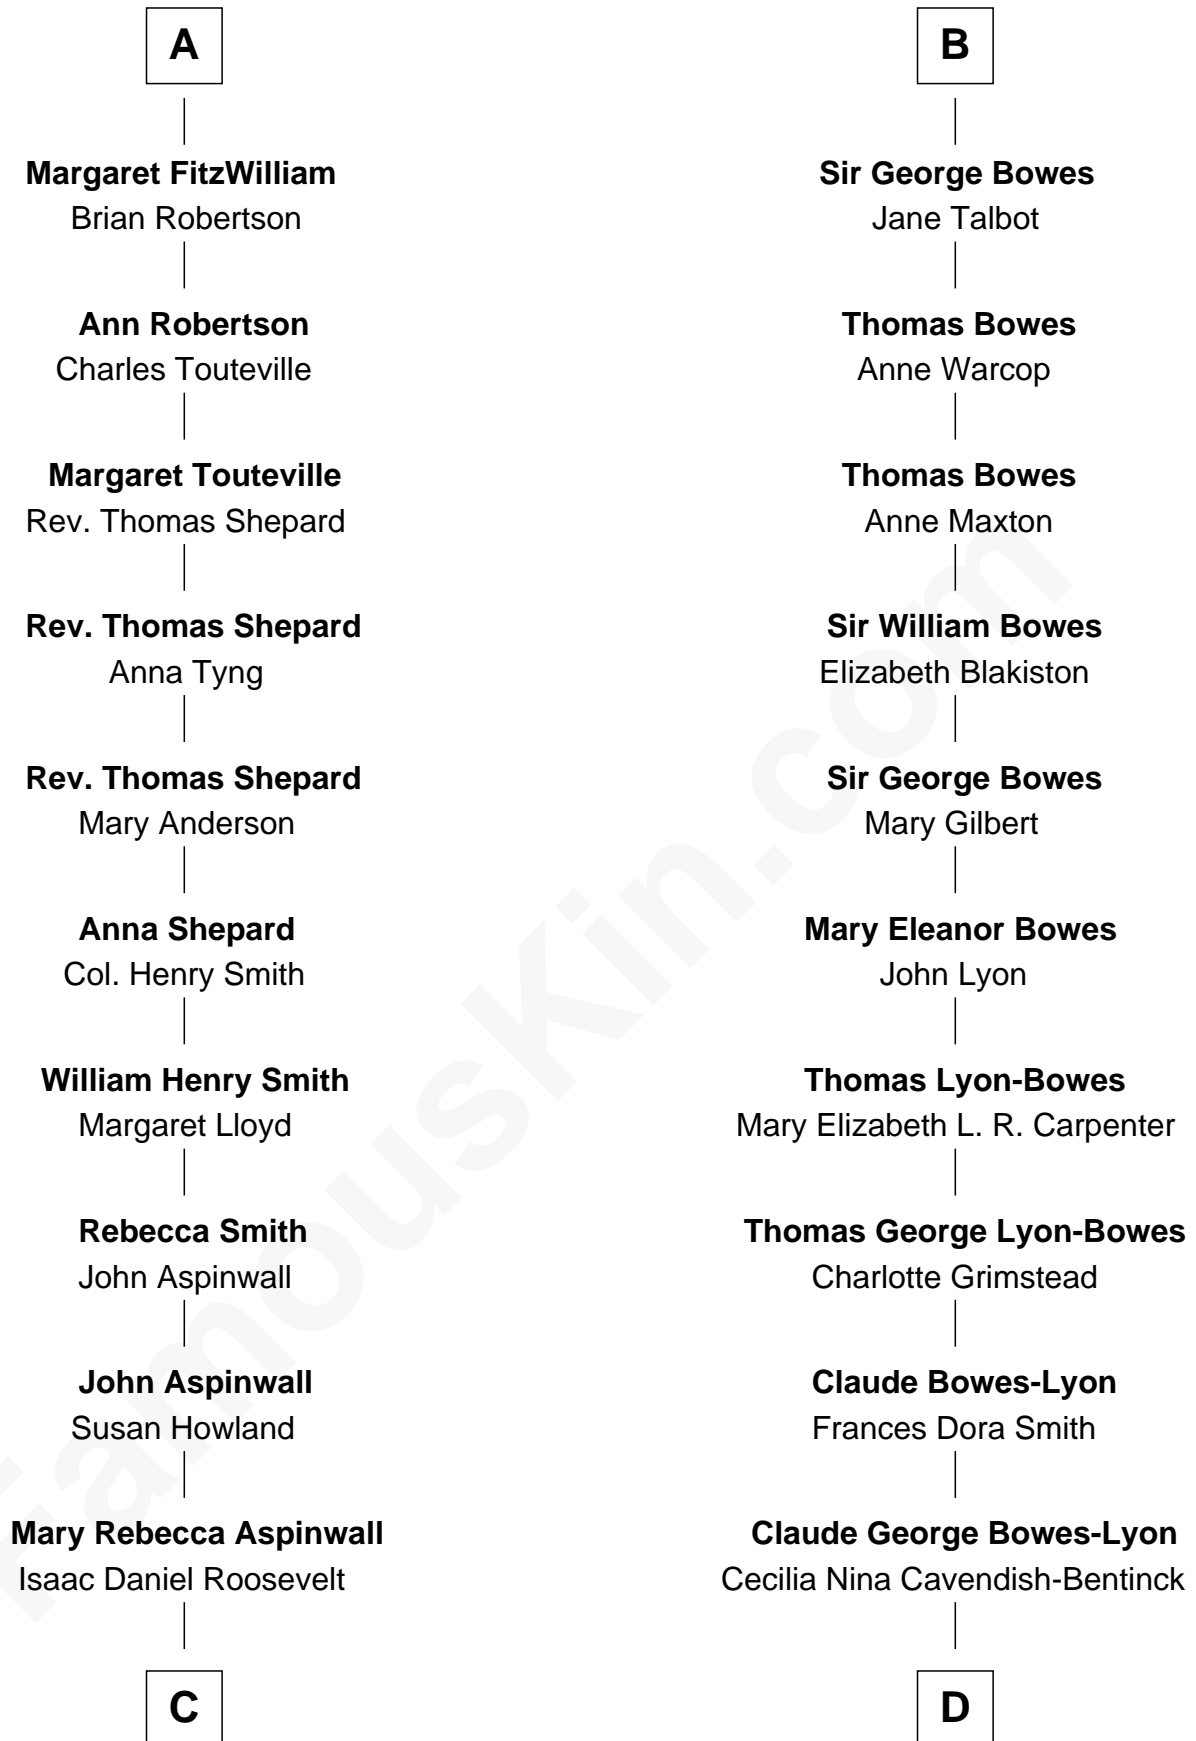 A
Margaret FitzWilliam
Brian Robertson
Ann Robertson
Charles Touteville
Margaret Touteville
Rev. Thomas Shepard
Rev. Thomas Shepard
Anna Tyng
Rev. Thomas Shepard
Mary Anderson
Anna Shepard
Col. Henry Smith
William Henry Smith
Margaret Lloyd
Rebecca Smith
John Aspinwall
John Aspinwall
Susan Howland
Mary Rebecca Aspinwall
Isaac Daniel Roosevelt
C
B
Sir George Bowes
Jane Talbot
Thomas Bowes
Anne Warcop
Thomas Bowes
Anne Maxton
Sir William Bowes
Elizabeth Blakiston
Sir George Bowes
Mary Gilbert
Mary Eleanor Bowes
John Lyon
Thomas Lyon-Bowes
Mary Elizabeth L. R. Carpenter
Thomas George Lyon-Bowes
Charlotte Grimstead
Claude Bowes-Lyon
Frances Dora Smith
Claude George Bowes-Lyon
Cecilia Nina Cavendish-Bentinck
D
FamousKin.com